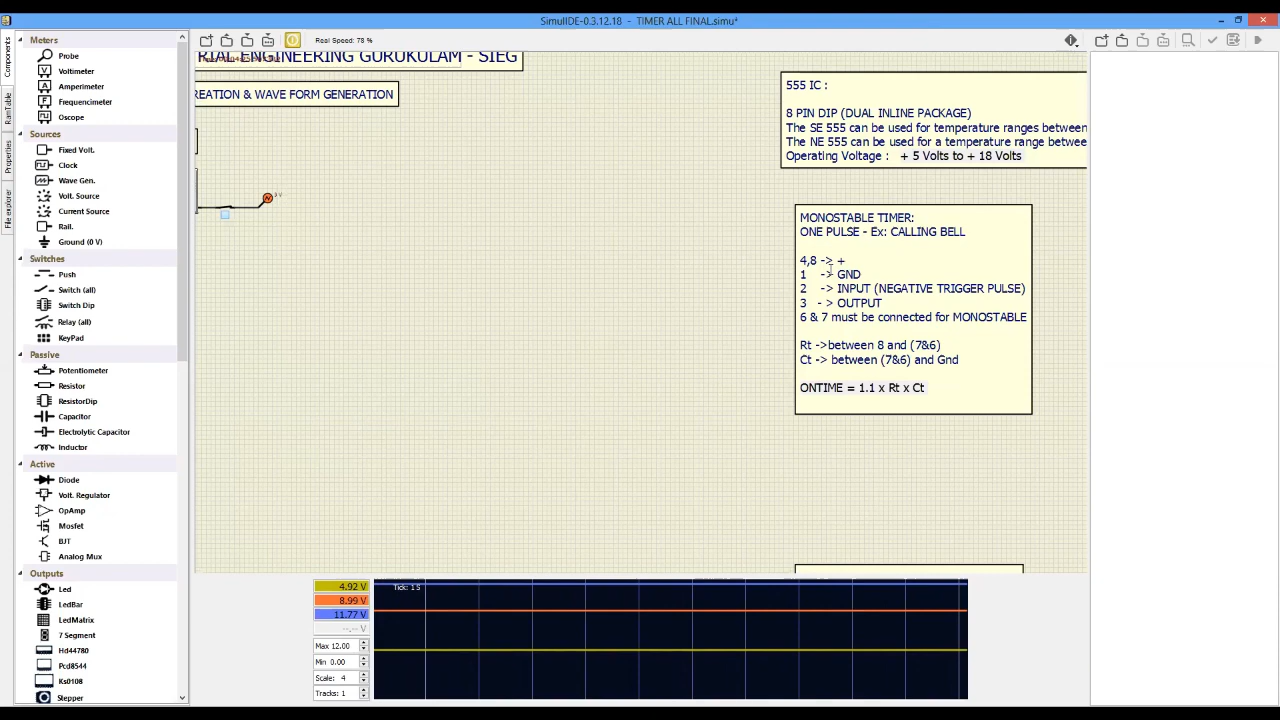 SimulIDE-0.3.12.18 - TIMER ALL FINAL.simu*
Components
RamTable
Properties
File explorer
Meters
Probe
Voltimeter
Amperimeter
Frequencimeter
Oscope
Sources
Fixed Volt.
Clock
Wave Gen.
Volt. Source
Current Source
Rail.
Ground (0 V)
Switches
Push
Switch (all)
Switch Dip
Relay (all)
KeyPad
Passive
Potentiometer
Resistor
ResistorDip
Capacitor
Electrolytic Capacitor
Inductor
Active
Diode
Volt. Regulator
OpAmp
Mosfet
BJT
Analog Mux
Outputs
Led
LedBar
LedMatrix
7 Segment
Hd44780
Pcd8544
Ks0108
Stepper
Real Speed: 78 %
RIAL ENGINEERING GURUKULAM - SIEG
REATION & WAVE FORM GENERATION
555 IC :
8 PIN DIP (DUAL INLINE PACKAGE)
The SE 555 can be used for temperature ranges between
The NE 555 can be used for a temperature range betwee
Operating Voltage : + 5 Volts to + 18 Volts
MONOSTABLE TIMER:
ONE PULSE - Ex: CALLING BELL
4,8 -> +
1 -> GND
2 -> INPUT (NEGATIVE TRIGGER PULSE)
3 - > OUTPUT
6 & 7 must be connected for MONOSTABLE
Rt ->between 8 and (7&6)
Ct -> between (7&6) and Gnd
ONTIME = 1.1 x Rt x Ct
4.92 V
8.99 V
11.77 V
--.-- V
Max 12.00
Min 0.00
Scale: 4
Tracks: 1
Tick: 1 S